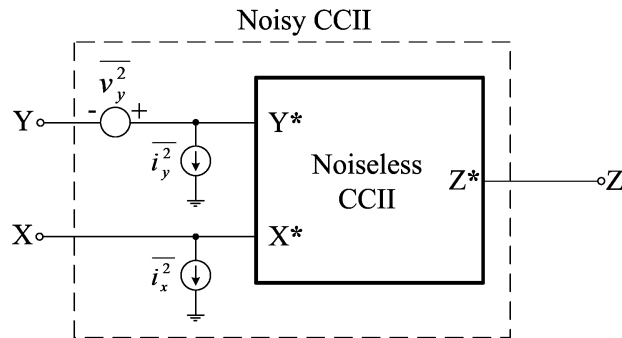 Noisy CCII
v_y^2
- +
Y
Y*
i_y^2
Noiseless
CCII
Z*
Z
X
X*
i_x^2